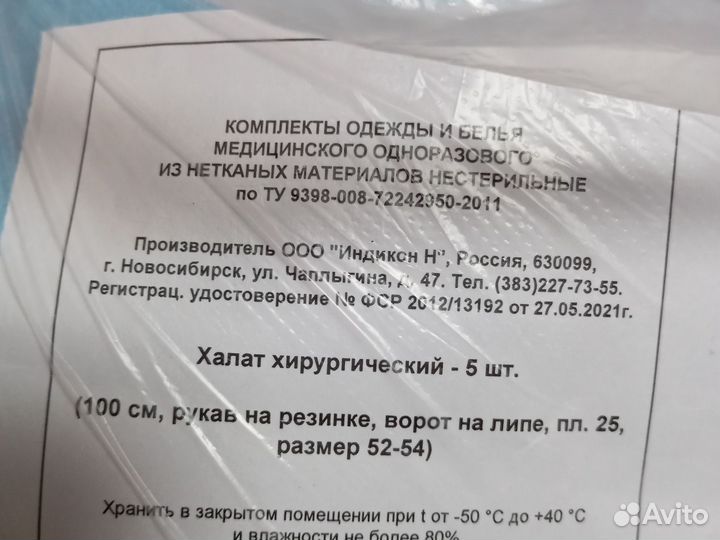 КОМПЛЕКТЫ ОДЕЖДЫ И БЕЛЬЯ
МЕДИЦИНСКОГО ОДНОРАЗОВОГО
ИЗ НЕТКАНЫХ МАТЕРИАЛОВ НЕСТЕРИЛЬНЫЕ
по ТУ 9398-008-72242950-2011
Производитель ООО "Индикон Н", Россия, 630099,
г. Новосибирск, ул. Чаплыгина, д. 47. Тел. (383)227-73-55.
Регистрац. удостоверение № ФСР 2012/13192 от 27.05.2021г.
Халат хирургический - 5 шт.
(100 см, рукав на резинке, ворот на липе, пл. 25,
размер 52-54)
Хранить в закрытом помещении при t от -50 °С до +40 °С
и влажности не более 80%
Avito